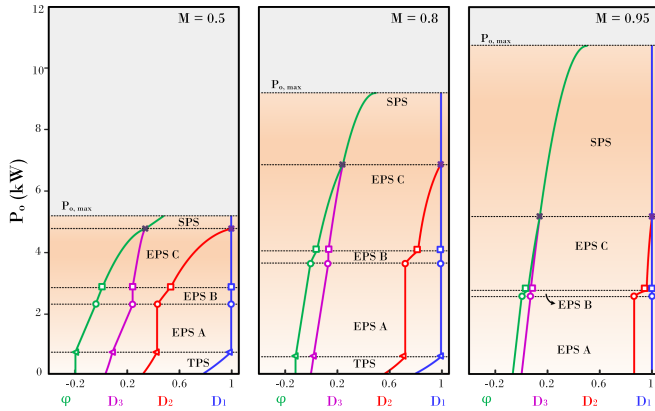 M = 0.5
M = 0.8
M = 0.95
12
10
8
6
4
2
0
Pₒ (kW)
Pₒ, ₘₐₓ
SPS
EPS C
EPS B
EPS A
TPS
Pₒ, ₘₐₓ
SPS
EPS C
EPS B
EPS A
TPS
Pₒ, ₘₐₓ
SPS
EPS C
EPS B
EPS A
-0.2 0.2 0.6 1
-0.2 0.2 0.6 1
-0.2 0.2 0.6 1
φ D₃ D₂ D₁
φ D₃ D₂ D₁
φ D₃ D₂ D₁